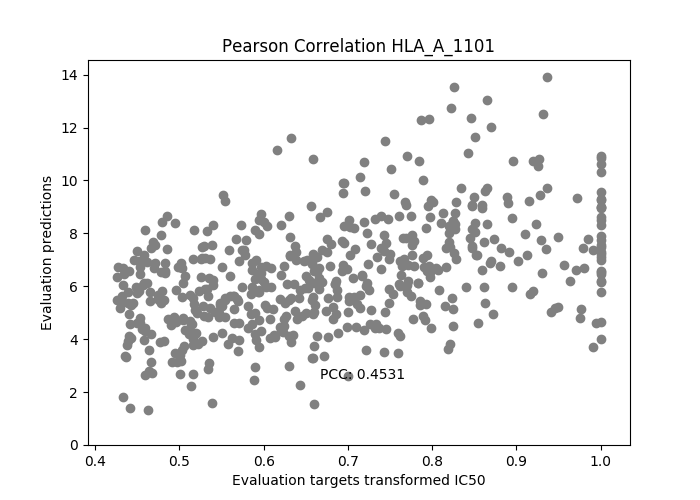 Pearson Correlation HLA_A_1101
Evaluation predictions
14
12
10
8
6
4
2
0
PCC: 0.4531
0.4 0.5 0.6 0.7 0.8 0.9 1.0
Evaluation targets transformed IC50